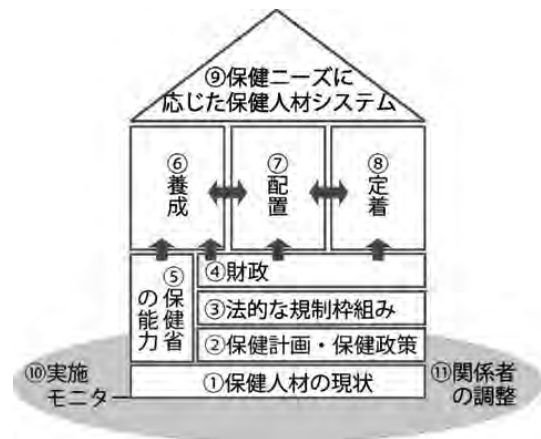 ⑨保健ニーズに
応じた保健人材システム
⑥養成
⑦配置
⑧定着
⑤保健省
の能力
④財政
③法的な規制枠組み
②保健計画・保健政策
①保健人材の現状
⑩実施
モニター
⑪関係者
の調整